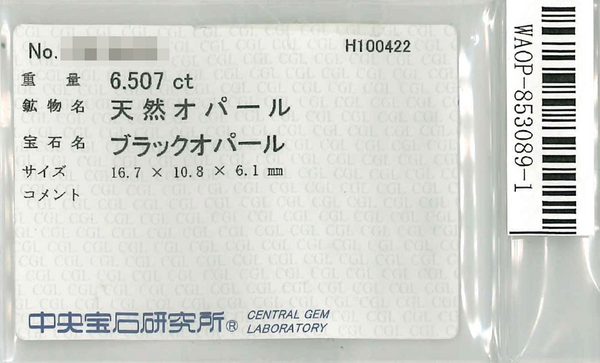 No.
H100422
重量 6.507 ct
鉱物名 天然オパール
宝石名 ブラックオパール
サイズ 16.7 × 10.8 × 6.1 mm
コメント
中央宝石研究所® CENTRAL GEM LABORATORY
WAOP-853089-1
CGL